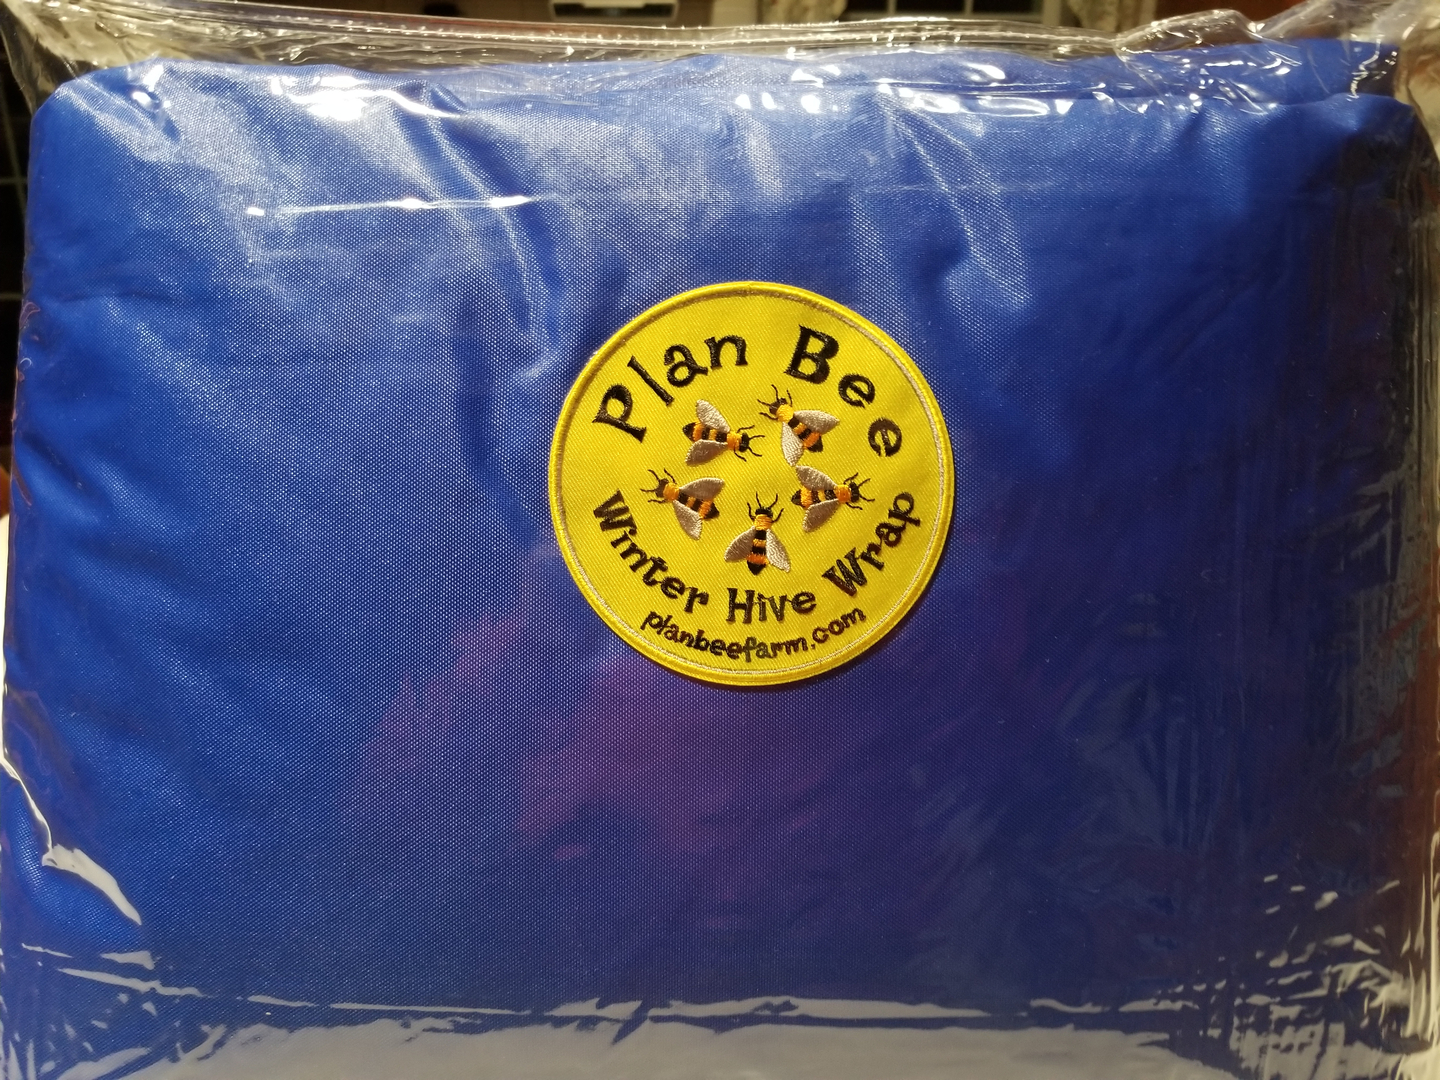 Plan Bee
Winter Hive Wrap
planbeefarm.com